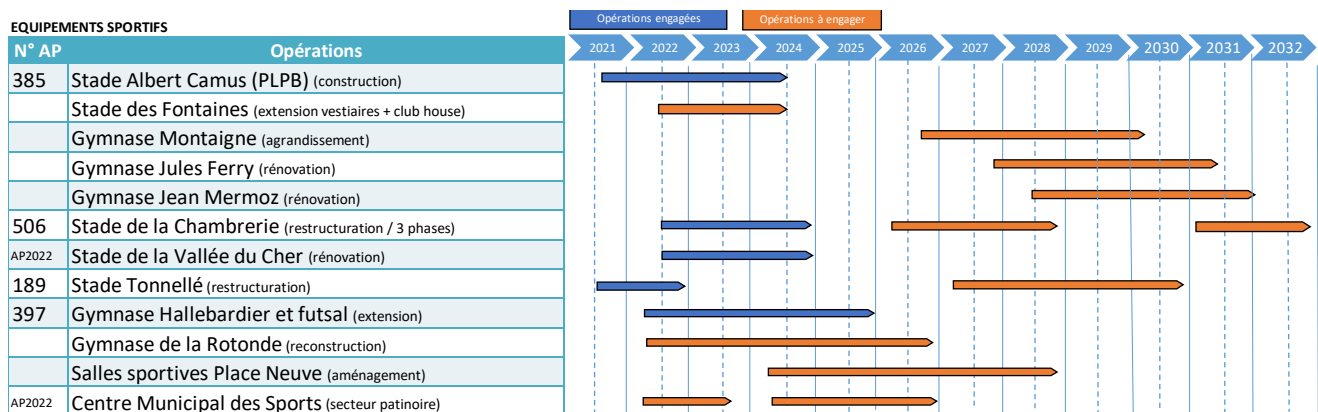 EQUIPEMENTS SPORTIFS
Opérations engagées Opérations à engager
N° AP Opérations 2021 2022 2023 2024 2025 2026 2027 2028 2029 2030 2031 2032
385 Stade Albert Camus (PLPB) (construction)
Stade des Fontaines (extension vestiaires + club house)
Gymnase Montaigne (agrandissement)
Gymnase Jules Ferry (rénovation)
Gymnase Jean Mermoz (rénovation)
506 Stade de la Chambrerie (restructuration / 3 phases)
AP2022 Stade de la Vallée du Cher (rénovation)
189 Stade Tonnellé (restructuration)
397 Gymnase Hallebardier et futsal (extension)
Gymnase de la Rotonde (reconstruction)
Salles sportives Place Neuve (aménagement)
AP2022 Centre Municipal des Sports (secteur patinoire)